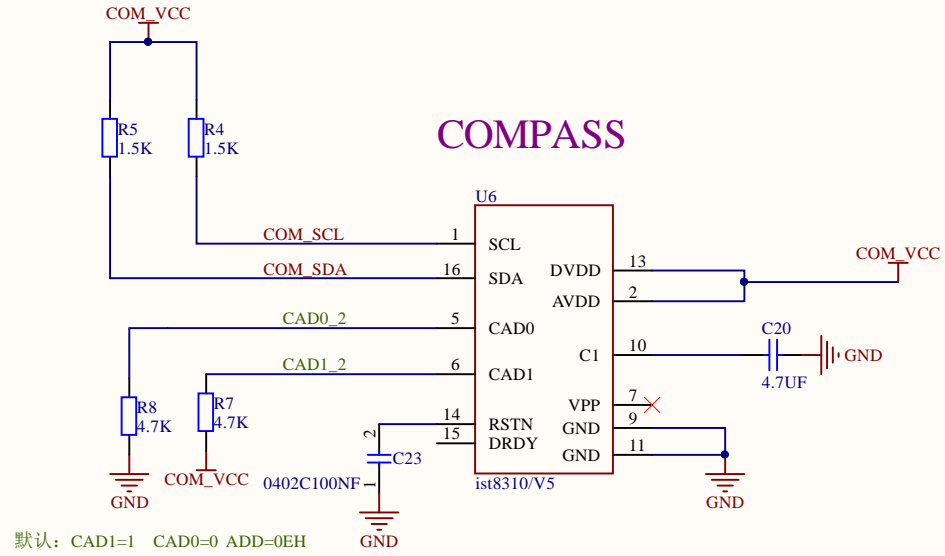 COM_VCC
R5
1.5K
R4
1.5K
COMPASS
U6
COM_SCL
1
SCL
COM_SDA
16
SDA
DVDD
13
COM_VCC
AVDD
2
CAD0_2
5
CAD0
C20
C1
10
GND
4.7UF
CAD1_2
6
CAD1
R8
4.7K
R7
4.7K
VPP
7
14
RSTN
GND
9
15
DRDY
GND
11
2
C23
COM_VCC
0402C100NF
1
ist8310/V5
GND
GND
GND
默认：CAD1=1 CAD0=0 ADD=0EH